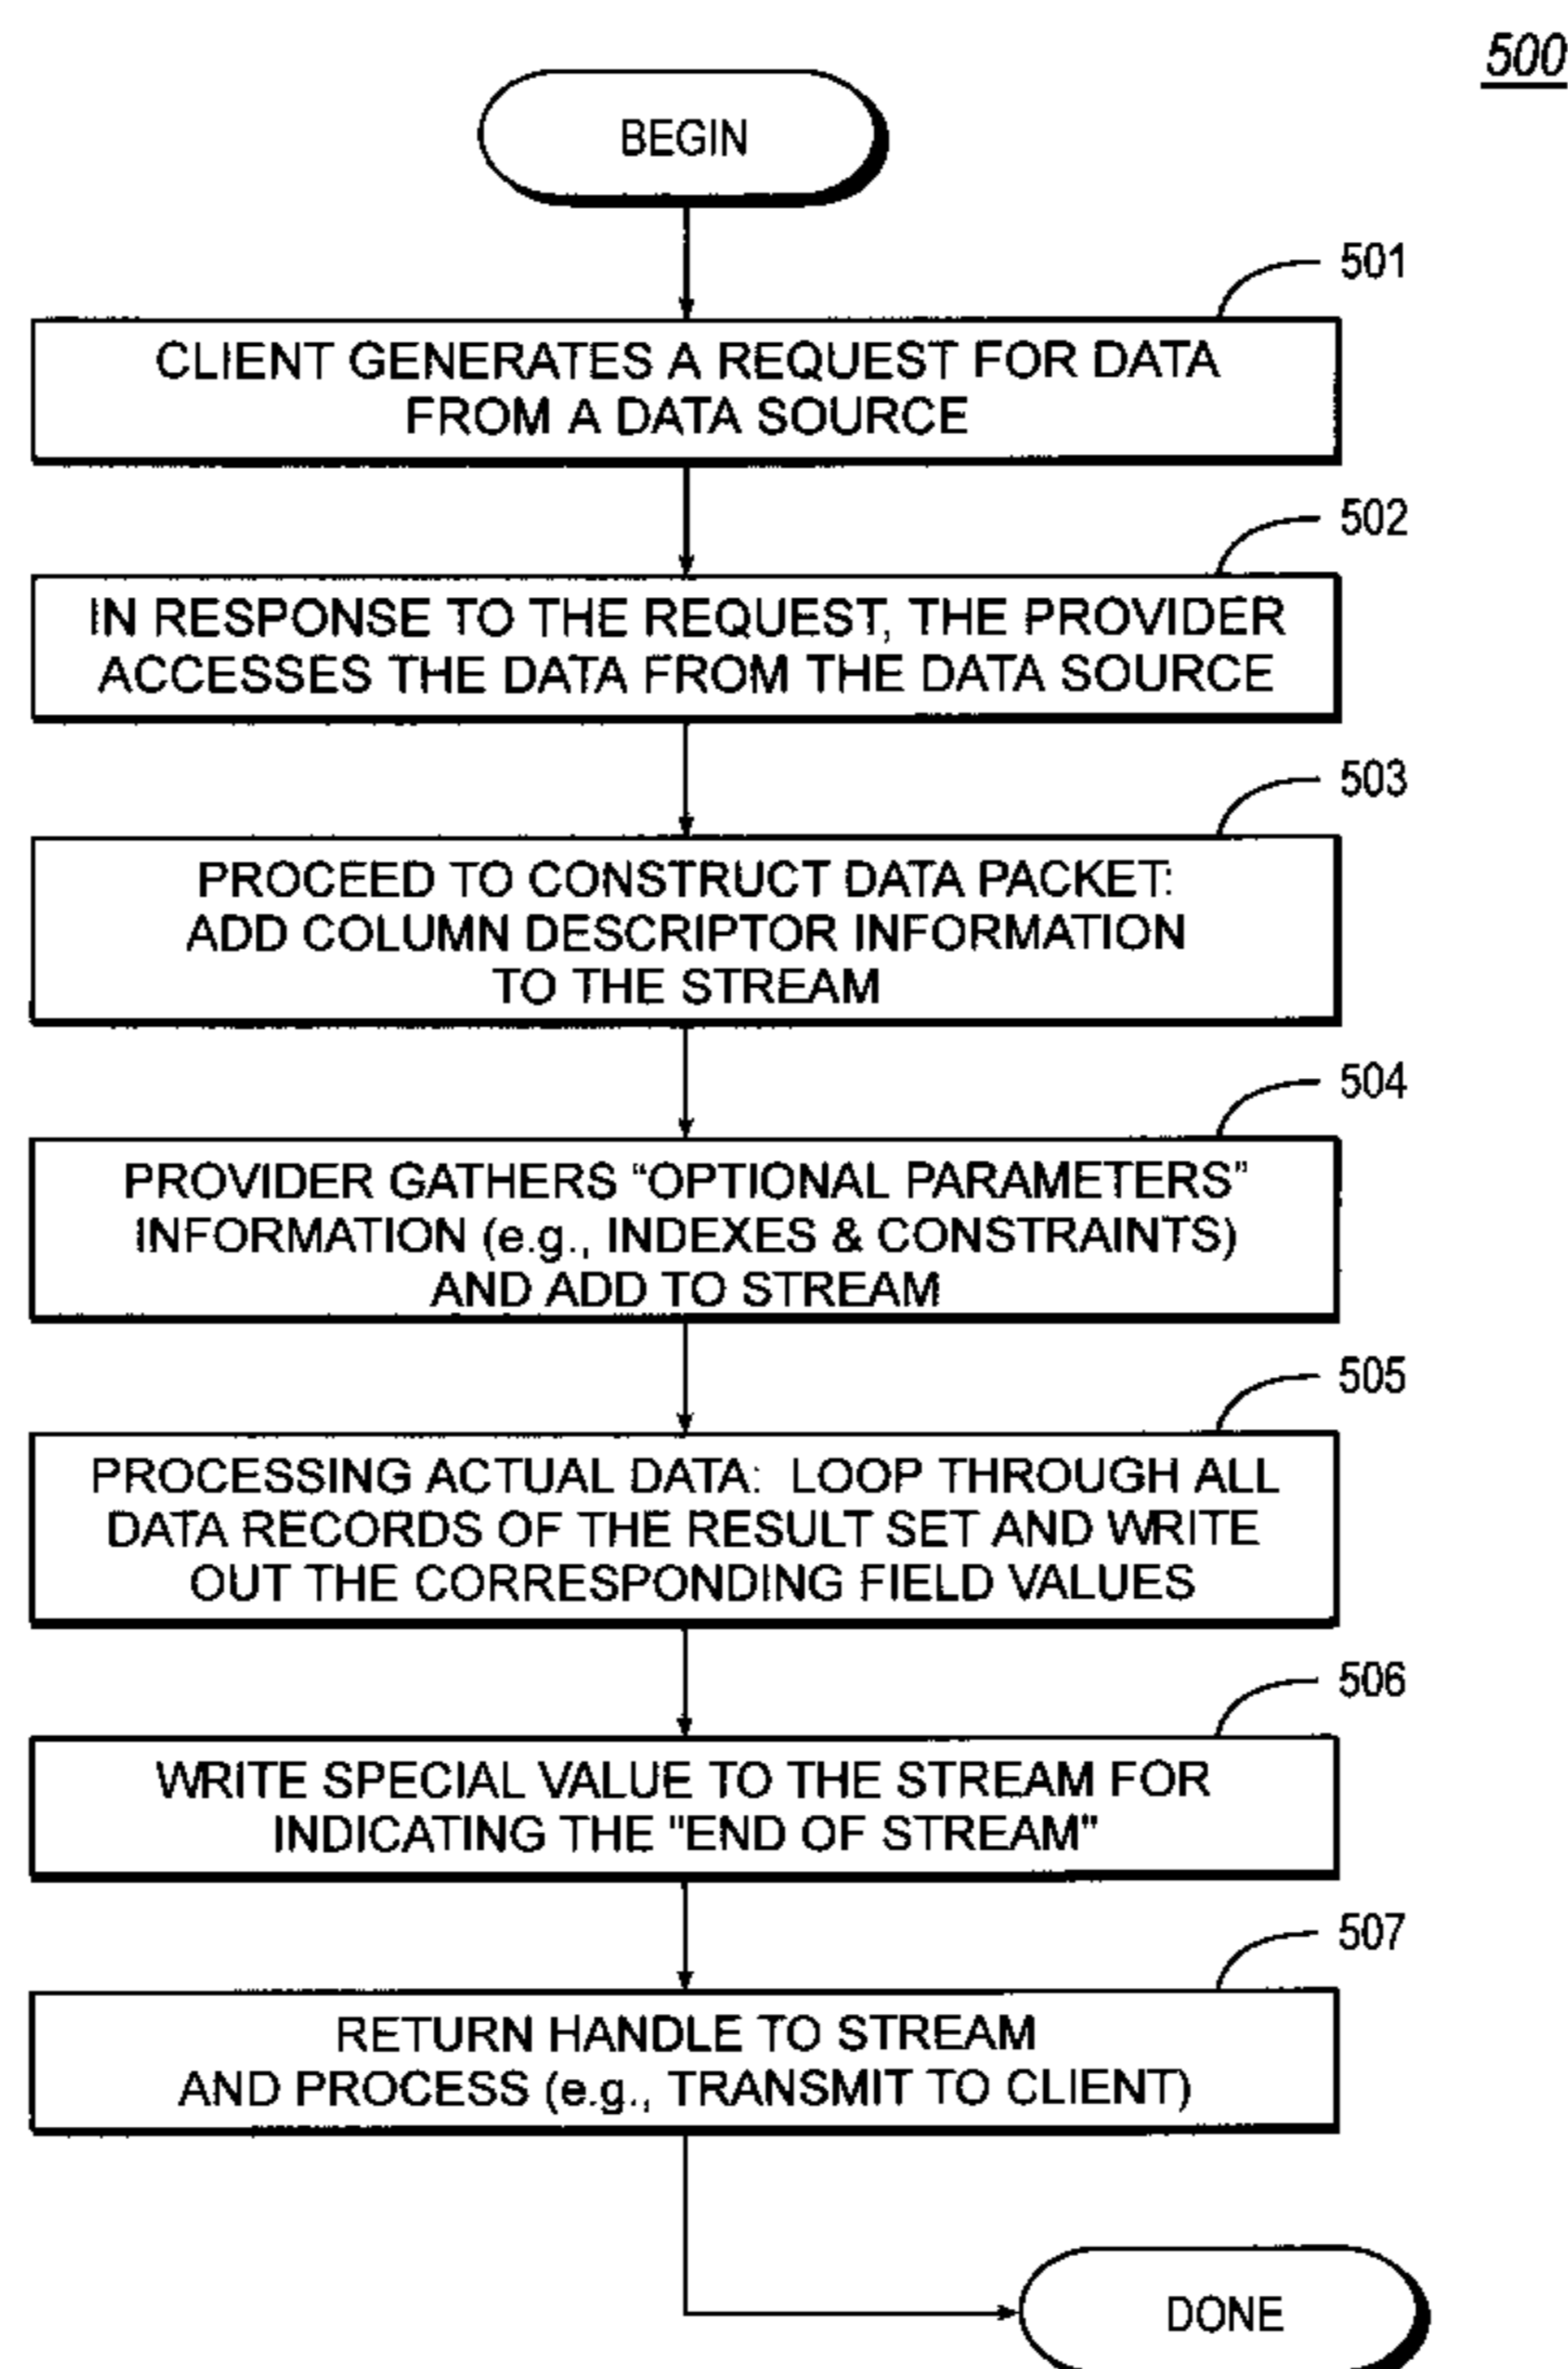 500
BEGIN
501
CLIENT GENERATES A REQUEST FOR DATA
FROM A DATA SOURCE
502
IN RESPONSE TO THE REQUEST, THE PROVIDER
ACCESSES THE DATA FROM THE DATA SOURCE
503
PROCEED TO CONSTRUCT DATA PACKET:
ADD COLUMN DESCRIPTOR INFORMATION
TO THE STREAM
504
PROVIDER GATHERS “OPTIONAL PARAMETERS”
INFORMATION (e.g., INDEXES & CONSTRAINTS)
AND ADD TO STREAM
505
PROCESSING ACTUAL DATA: LOOP THROUGH ALL
DATA RECORDS OF THE RESULT SET AND WRITE
OUT THE CORRESPONDING FIELD VALUES
506
WRITE SPECIAL VALUE TO THE STREAM FOR
INDICATING THE "END OF STREAM"
507
RETURN HANDLE TO STREAM
AND PROCESS (e.g., TRANSMIT TO CLIENT)
DONE